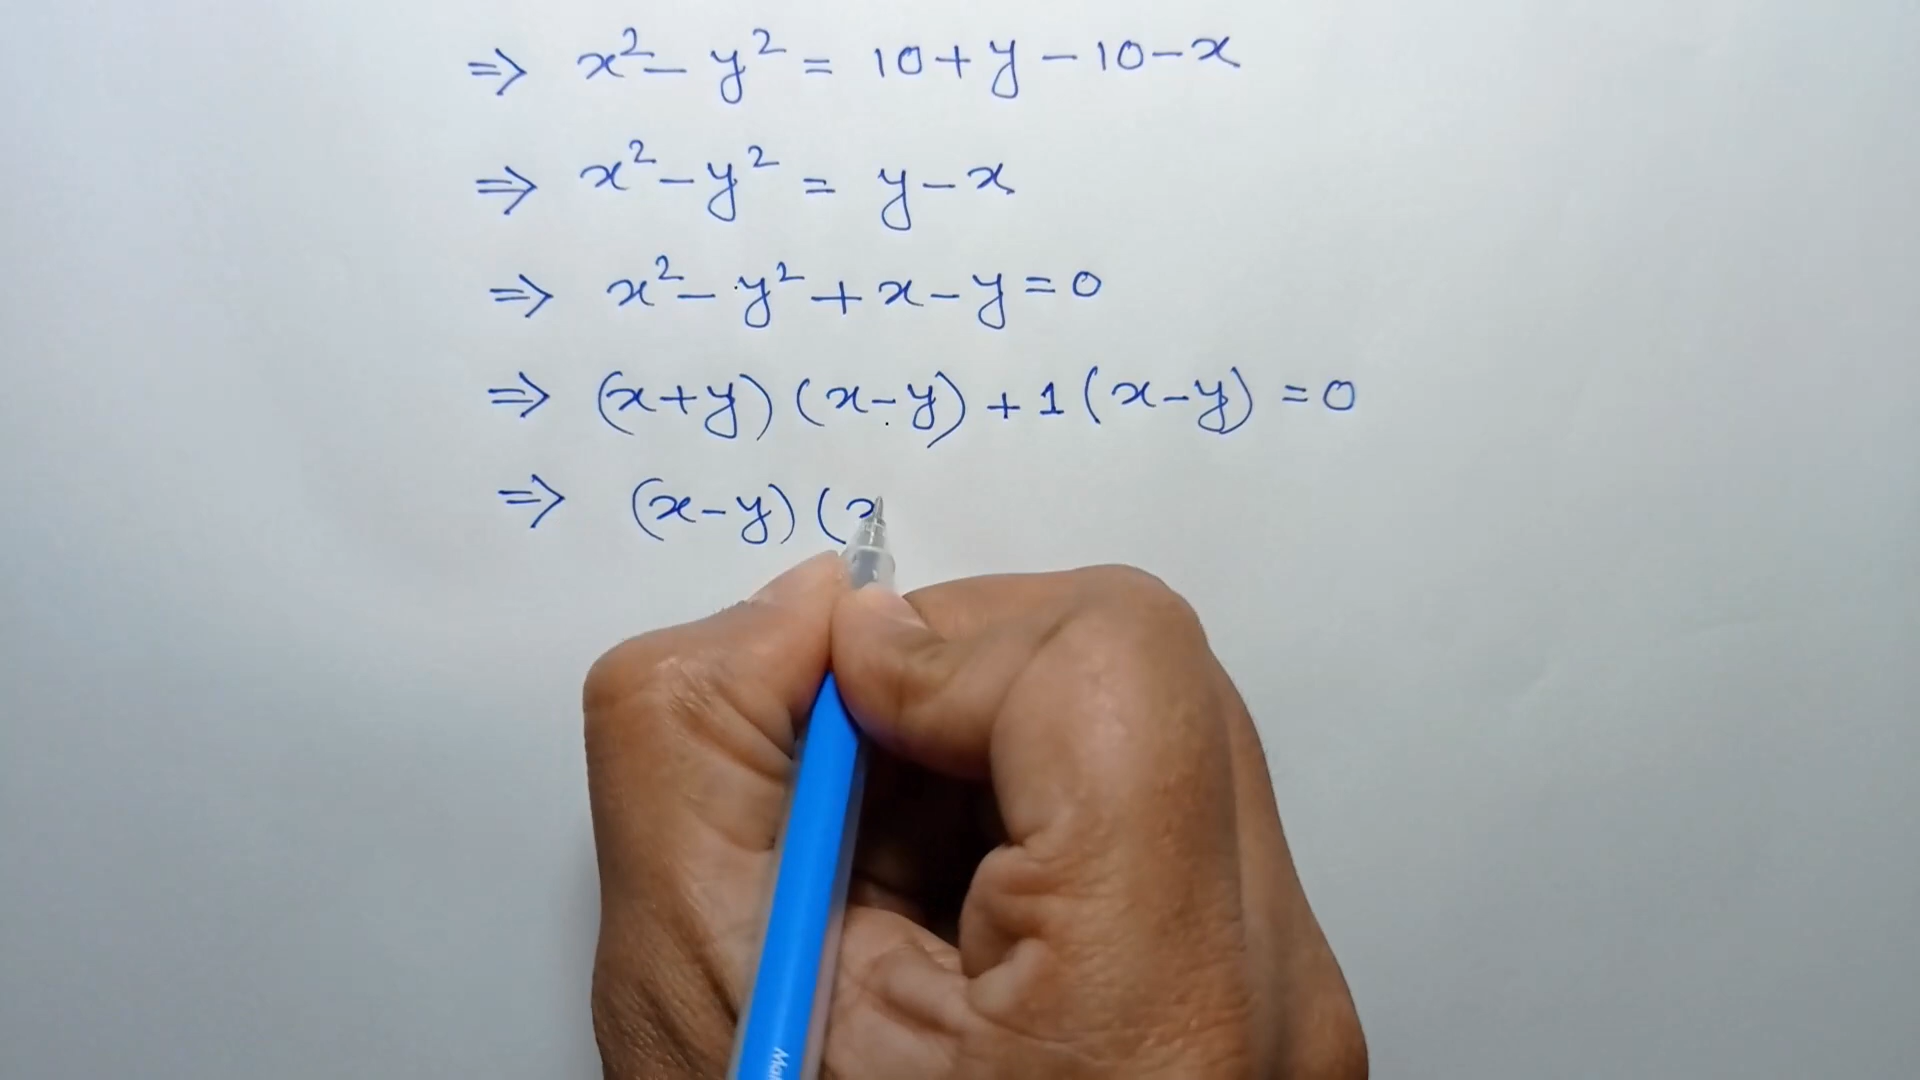 ⇒ x² - y² = 10 + y - 10 - x
⇒ x² - y² = y - x
⇒ x² - y² + x - y = 0
⇒ (x+y) (x-y) + 1 (x-y) = 0
⇒ (x-y) (x